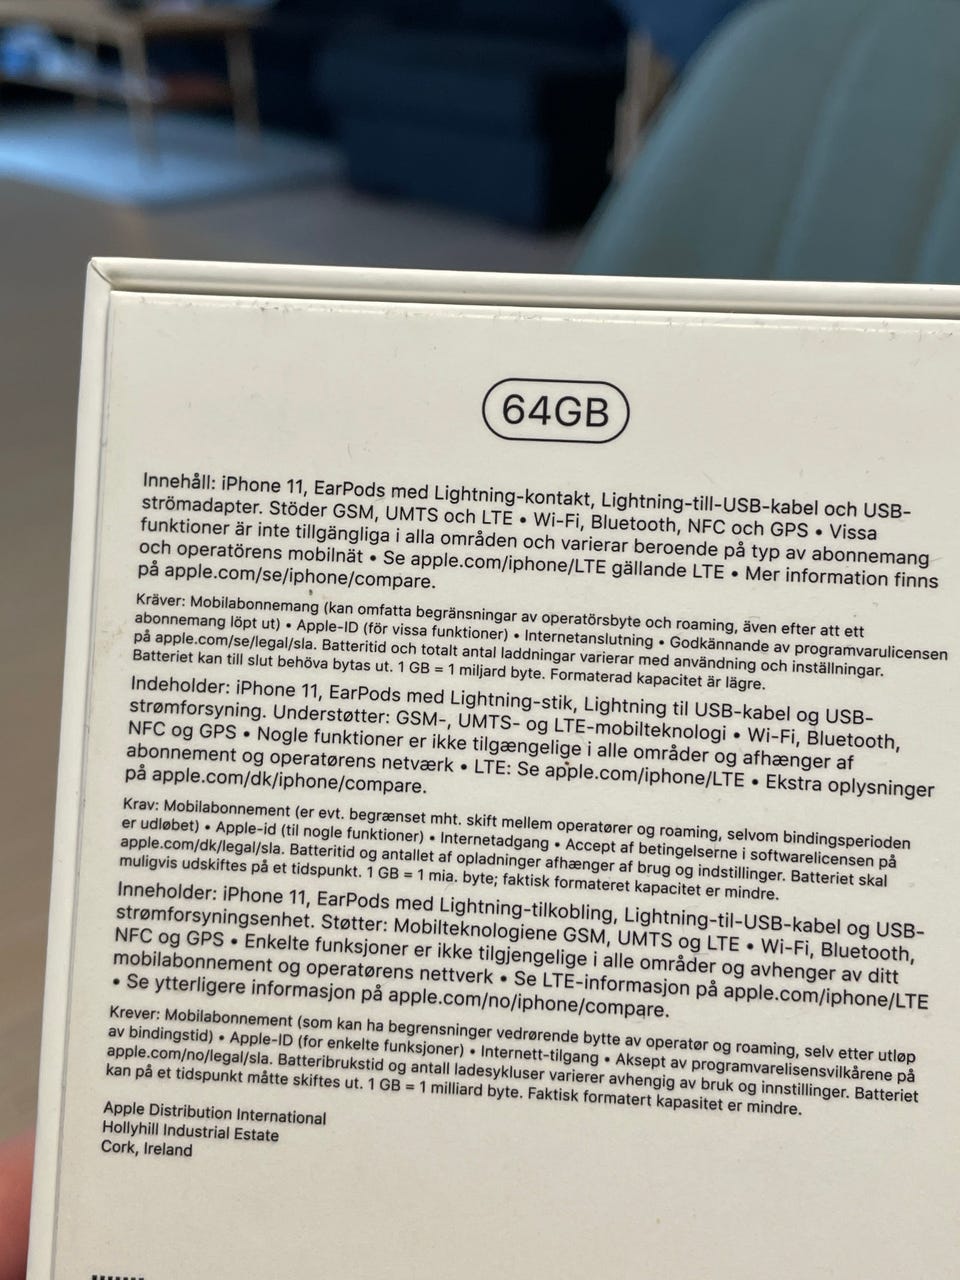 64GB
Innehåll: iPhone 11, EarPods med Lightning-kontakt, Lightning-till-USB-kabel och USB-
strömadapter. Stöder GSM, UMTS och LTE • Wi-Fi, Bluetooth, NFC och GPS • Vissa
funktioner är inte tillgängliga i alla områden och varierar beroende på typ av abonnemang
och operatörens mobilnät • Se apple.com/iphone/LTE gällande LTE • Mer information finns
på apple.com/se/iphone/compare.
Kräver: Mobilabonnemang (kan omfatta begränsningar av operatörsbyte och roaming, även efter att ett
abonnemang löpt ut) • Apple-ID (för vissa funktioner) • Internetanslutning • Godkännande av programvarulicensen
på apple.com/se/legal/sla. Batteritid och totalt antal laddningar varierar med användning och inställningar.
Batteriet kan till slut behöva bytas ut. 1 GB = 1 miljard byte. Formaterad kapacitet är lägre.
Indeholder: iPhone 11, EarPods med Lightning-stik, Lightning til USB-kabel og USB-
strømforsyning. Understøtter: GSM-, UMTS- og LTE-mobilteknologi • Wi-Fi, Bluetooth,
NFC og GPS • Nogle funktioner er ikke tilgængelige i alle områder og afhænger af
abonnement og operatørens netværk • LTE: Se apple.com/iphone/LTE • Ekstra oplysninger
på apple.com/dk/iphone/compare.
Krav: Mobilabonnement (er evt. begrænset mht. skift mellem operatører og roaming, selvom bindingsperioden
er udløbet) • Apple-id (til nogle funktioner) • Internetadgang • Accept af betingelserne i softwarelicensen på
apple.com/dk/legal/sla. Batteritid og antallet af opladninger afhænger af brug og indstillinger. Batteriet skal
muligvis udskiftes på et tidspunkt. 1 GB = 1 mia. byte; faktisk formateret kapacitet er mindre.
Inneholder: iPhone 11, EarPods med Lightning-tilkobling, Lightning-til-USB-kabel og USB-
strømforsyningsenhet. Støtter: Mobilteknologiene GSM, UMTS og LTE • Wi-Fi, Bluetooth,
NFC og GPS • Enkelte funksjoner er ikke tilgjengelige i alle områder og avhenger av ditt
mobilabonnement og operatørens nettverk • Se LTE-informasjon på apple.com/iphone/LTE
• Se ytterligere informasjon på apple.com/no/iphone/compare.
Krever: Mobilabonnement (som kan ha begrensninger vedrørende bytte av operatør og roaming, selv etter utløp
av bindingstid) • Apple-ID (for enkelte funksjoner) • Internett-tilgang • Aksept av programvarelisensvilkårene på
apple.com/no/legal/sla. Batteribrukstid og antall ladesykluser varierer avhengig av bruk og innstillinger. Batteriet
kan på et tidspunkt måtte skiftes ut. 1 GB = 1 milliard byte. Faktisk formatert kapasitet er mindre.
Apple Distribution International
Hollyhill Industrial Estate
Cork, Ireland